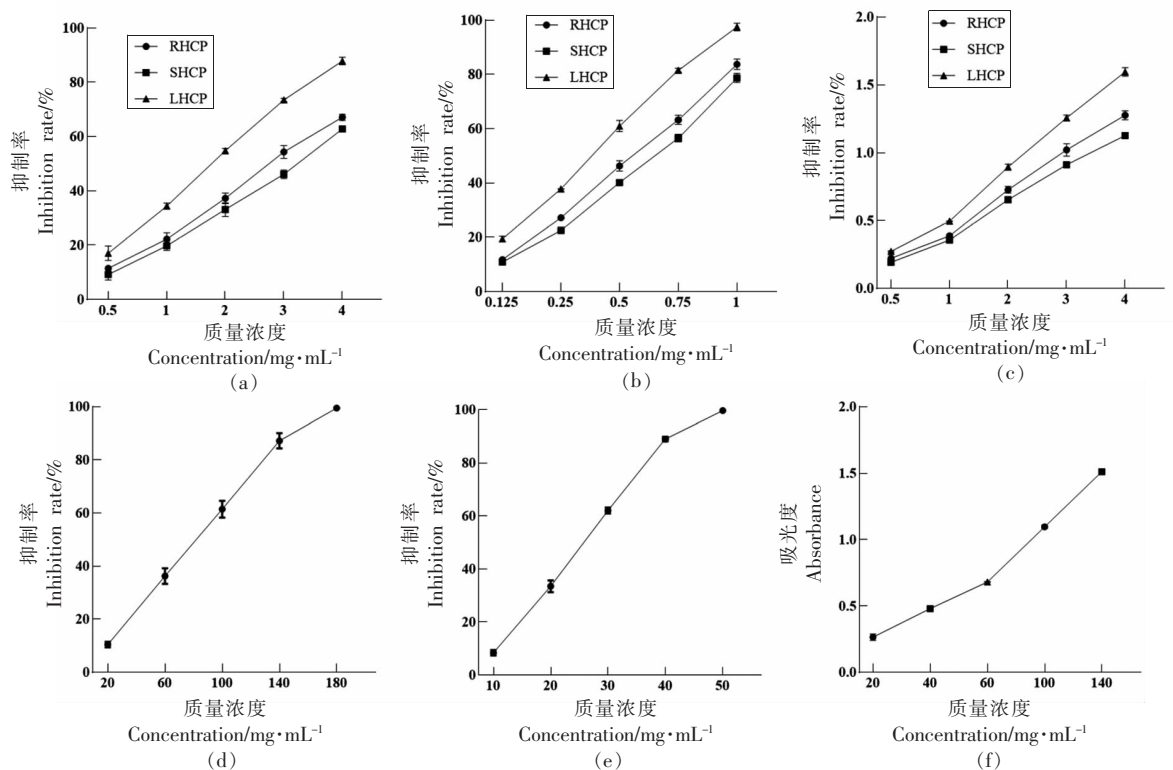 100
80
60
40
20
0
抑制率
Inhibition rate/%
RHCP
SHCP
LHCP
0.5 1 2 3 4
质量浓度
Concentration/mg·mL⁻¹
(a)
100
80
60
40
20
0
抑制率
Inhibition rate/%
RHCP
SHCP
LHCP
0.125 0.25 0.5 0.75 1
质量浓度
Concentration/mg·mL⁻¹
(b)
2.0
1.5
1.0
0.5
0.0
抑制率
Inhibition rate/%
RHCP
SHCP
LHCP
0.5 1 2 3 4
质量浓度
Concentration/mg·mL⁻¹
(c)
100
80
60
40
20
0
抑制率
Inhibition rate/%
20 60 100 140 180
质量浓度
Concentration/mg·mL⁻¹
(d)
100
80
60
40
20
0
抑制率
Inhibition rate/%
10 20 30 40 50
质量浓度
Concentration/mg·mL⁻¹
(e)
2.0
1.5
1.0
0.5
0.0
吸光度
Absorbance
20 40 60 100 140
质量浓度
Concentration/mg·mL⁻¹
(f)